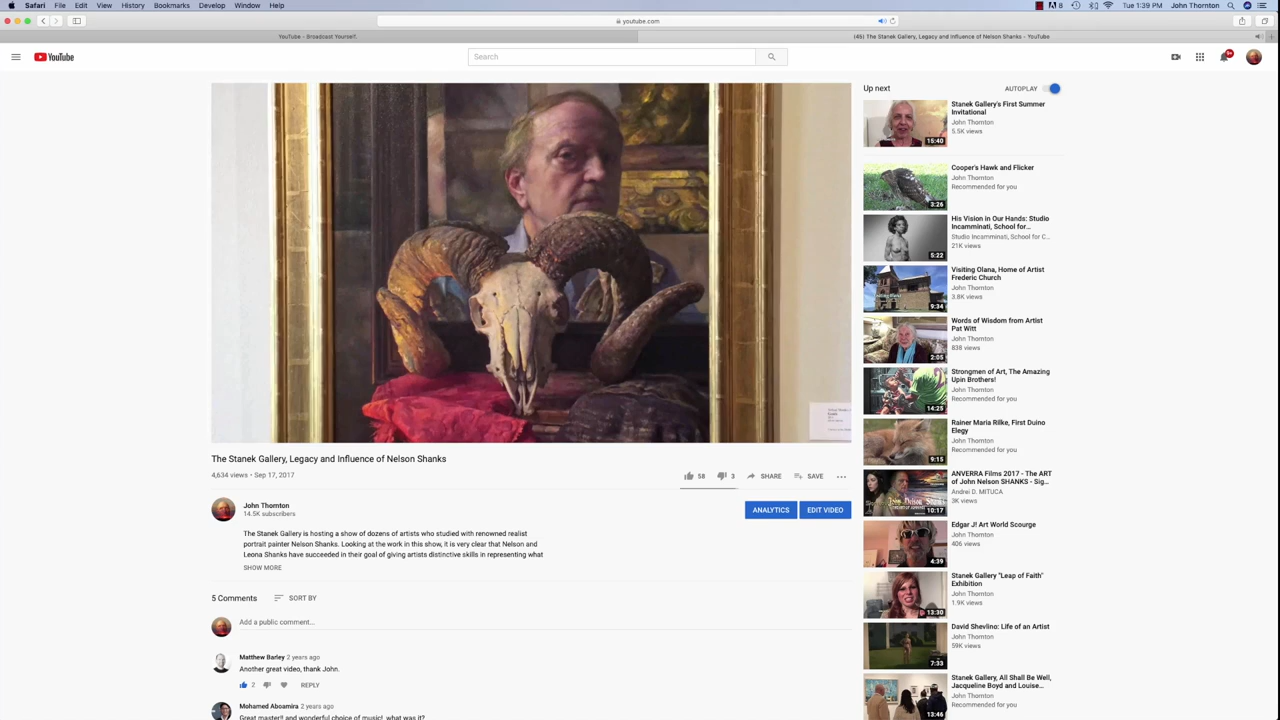 Safari File Edit View History Bookmarks Develop Window Help
8
Tue 1:39 PM John Thornton
youtube.com
YouTube - Broadcast Yourself.
(45) The Stanek Gallery, Legacy and Influence of Nelson Shanks - YouTube
YouTube
Search
9+
The Stanek Gallery, Legacy and Influence of Nelson Shanks
4,634 views • Sep 17, 2017
58
3
SHARE
SAVE
John Thornton
14.5K subscribers
ANALYTICS
EDIT VIDEO
The Stanek Gallery is hosting a show of dozens of artists who studied with renowned realist
portrait painter Nelson Shanks. Looking at the work in this show, it is very clear that Nelson and
Leona Shanks have succeeded in their goal of giving artists distinctive skills in representing what
SHOW MORE
5 Comments
SORT BY
Add a public comment...
Matthew Barley 2 years ago
Another great video, thank John.
2
REPLY
Mohamed Aboamira 2 years ago
Great master!! and wonderful choice of music!, what was it?
Up next
AUTOPLAY
Stanek Gallery's First Summer
Invitational
John Thornton
5.5K views
15:40
Cooper's Hawk and Flicker
John Thornton
Recommended for you
3:26
His Vision in Our Hands: Studio
Incamminati, School for...
Studio Incamminati, School for C...
21K views
5:22
Visiting Olana, Home of Artist
Frederic Church
John Thornton
3.8K views
9:34
Words of Wisdom from Artist
Pat Witt
John Thornton
838 views
2:05
Strongmen of Art, The Amazing
Upin Brothers!
John Thornton
Recommended for you
14:25
Rainer Maria Rilke, First Duino
Elegy
John Thornton
Recommended for you
9:15
ANVERRA Films 2017 - The ART
of John Nelson SHANKS - Sig...
Andrei D. MITUCA
3K views
10:17
Edgar J! Art World Scourge
John Thornton
406 views
4:39
Stanek Gallery "Leap of Faith"
Exhibition
John Thornton
1.9K views
13:30
David Shevlino: Life of an Artist
John Thornton
59K views
7:33
Stanek Gallery, All Shall Be Well,
Jacqueline Boyd and Louise...
John Thornton
Recommended for you
13:46